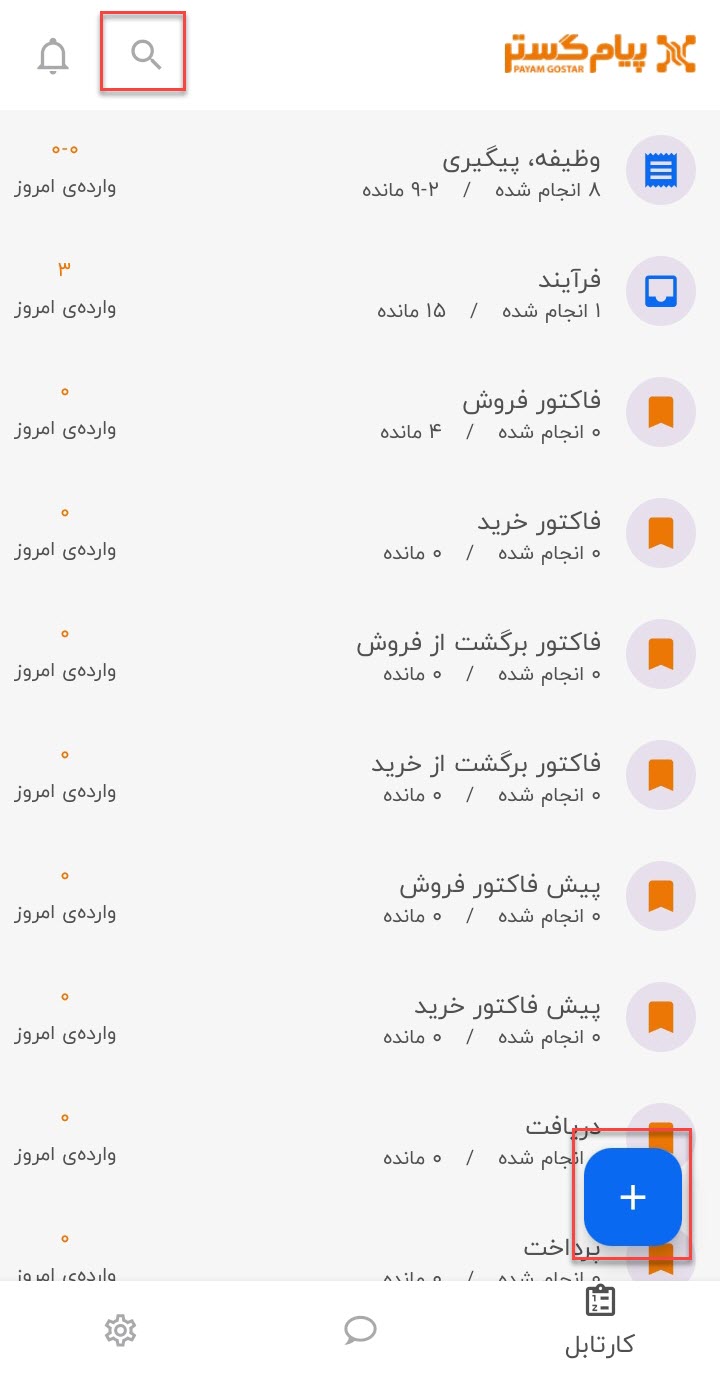 پیام گستر
PAYAM GOSTAR
وظیفه، پیگیری
۸ انجام شده / ۹-۲ مانده
۰-۰
وارده‌ی امروز
فرآیند
۱ انجام شده / ۱۵ مانده
۳
وارده‌ی امروز
فاکتور فروش
۰ انجام شده / ۴ مانده
۰
وارده‌ی امروز
فاکتور خرید
۰ انجام شده / ۰ مانده
۰
وارده‌ی امروز
فاکتور برگشت از فروش
۰ انجام شده / ۰ مانده
۰
وارده‌ی امروز
فاکتور برگشت از خرید
۰ انجام شده / ۰ مانده
۰
وارده‌ی امروز
پیش فاکتور فروش
۰ انجام شده / ۰ مانده
۰
وارده‌ی امروز
پیش فاکتور خرید
۰ انجام شده / ۰ مانده
۰
وارده‌ی امروز
دریافت
انجام شده / ۰ مانده
۰
وارده‌ی امروز
پرداخت
۰ انجام شده / ۰ مانده
۰
وارده‌ی امروز
کارتابل